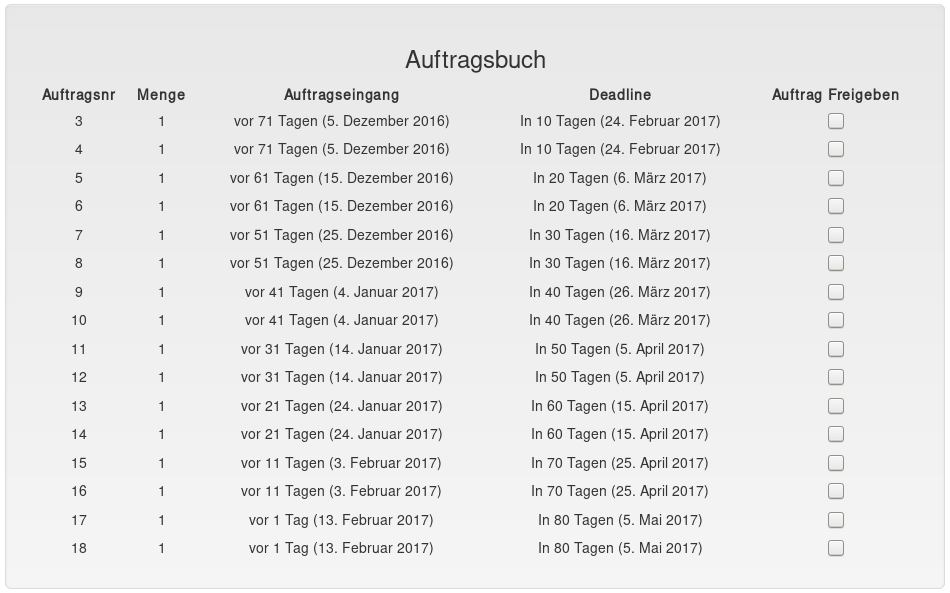 Auftragsbuch
Auftragsnr Menge Auftragseingang Deadline Auftrag Freigeben
3 1 vor 71 Tagen (5. Dezember 2016) In 10 Tagen (24. Februar 2017)
4 1 vor 71 Tagen (5. Dezember 2016) In 10 Tagen (24. Februar 2017)
5 1 vor 61 Tagen (15. Dezember 2016) In 20 Tagen (6. März 2017)
6 1 vor 61 Tagen (15. Dezember 2016) In 20 Tagen (6. März 2017)
7 1 vor 51 Tagen (25. Dezember 2016) In 30 Tagen (16. März 2017)
8 1 vor 51 Tagen (25. Dezember 2016) In 30 Tagen (16. März 2017)
9 1 vor 41 Tagen (4. Januar 2017) In 40 Tagen (26. März 2017)
10 1 vor 41 Tagen (4. Januar 2017) In 40 Tagen (26. März 2017)
11 1 vor 31 Tagen (14. Januar 2017) In 50 Tagen (5. April 2017)
12 1 vor 31 Tagen (14. Januar 2017) In 50 Tagen (5. April 2017)
13 1 vor 21 Tagen (24. Januar 2017) In 60 Tagen (15. April 2017)
14 1 vor 21 Tagen (24. Januar 2017) In 60 Tagen (15. April 2017)
15 1 vor 11 Tagen (3. Februar 2017) In 70 Tagen (25. April 2017)
16 1 vor 11 Tagen (3. Februar 2017) In 70 Tagen (25. April 2017)
17 1 vor 1 Tag (13. Februar 2017) In 80 Tagen (5. Mai 2017)
18 1 vor 1 Tag (13. Februar 2017) In 80 Tagen (5. Mai 2017)